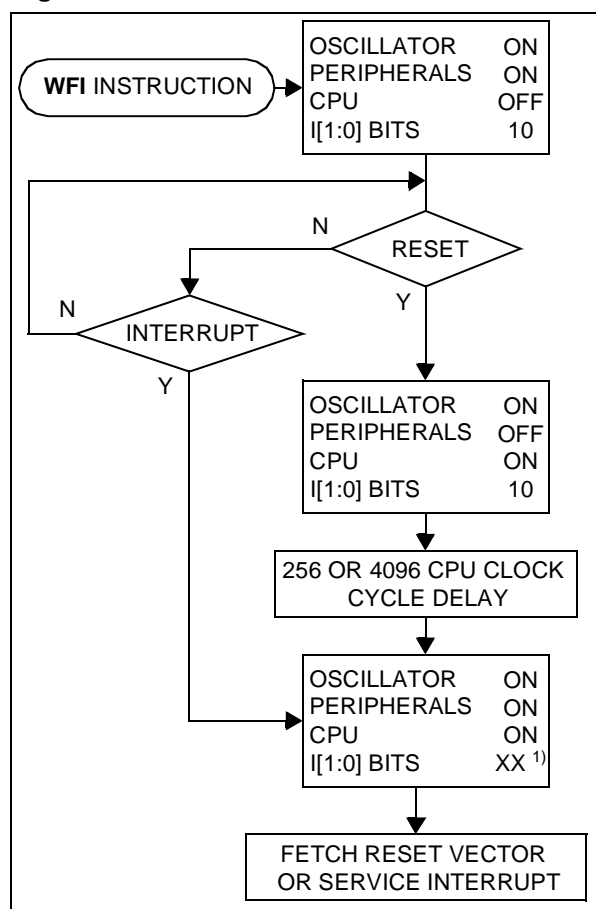 WFI INSTRUCTION
OSCILLATOR ON
PERIPHERALS ON
CPU OFF
I[1:0] BITS 10
N
RESET
Y
N
INTERRUPT
Y
OSCILLATOR ON
PERIPHERALS OFF
CPU ON
I[1:0] BITS 10
256 OR 4096 CPU CLOCK
CYCLE DELAY
OSCILLATOR ON
PERIPHERALS ON
CPU ON
I[1:0] BITS XX 1)
FETCH RESET VECTOR
OR SERVICE INTERRUPT